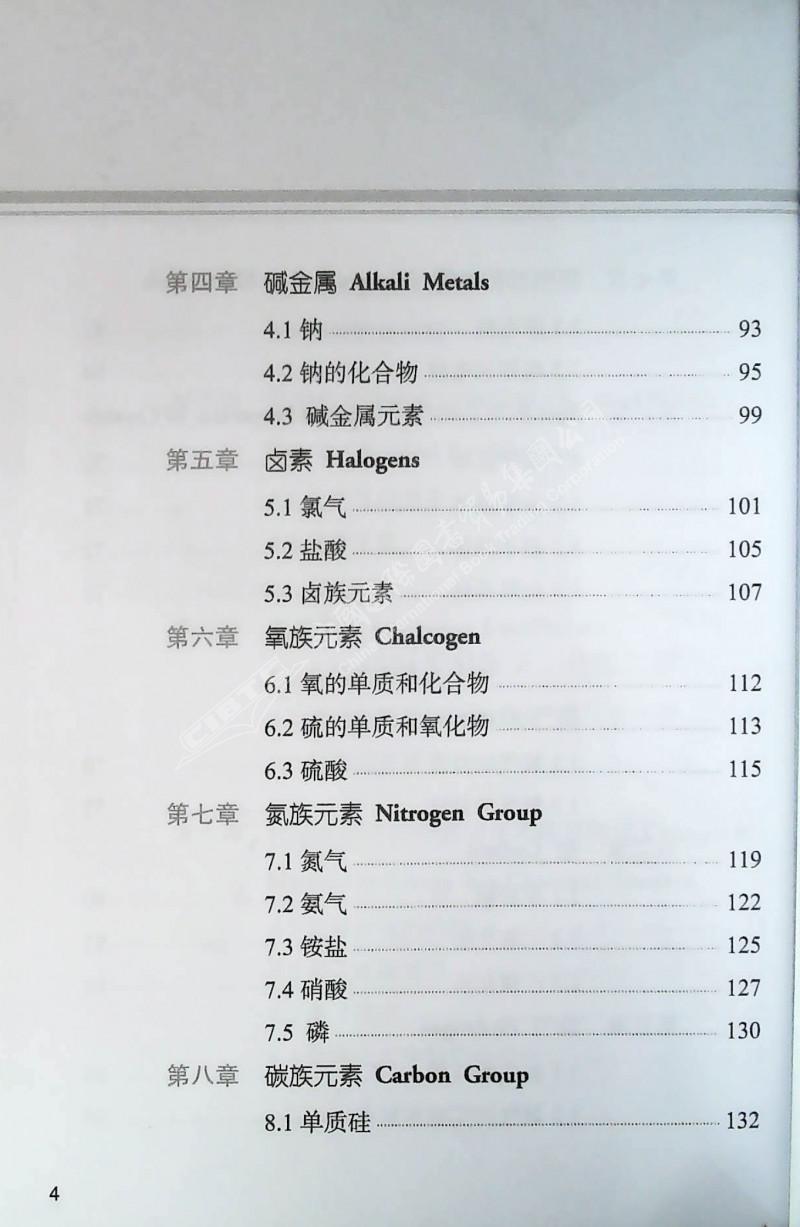 第四章 碱金属 Alkali Metals
4.1 钠 93
4.2 钠的化合物 95
4.3 碱金属元素 99
第五章 卤素 Halogens
5.1 氯气 101
5.2 盐酸 105
5.3 卤族元素 107
第六章 氧族元素 Chalcogen
6.1 氧的单质和化合物 112
6.2 硫的单质和氧化物 113
6.3 硫酸 115
第七章 氮族元素 Nitrogen Group
7.1 氮气 119
7.2 氨气 122
7.3 铵盐 125
7.4 硝酸 127
7.5 磷 130
第八章 碳族元素 Carbon Group
8.1 单质硅 132
4
CIBTC